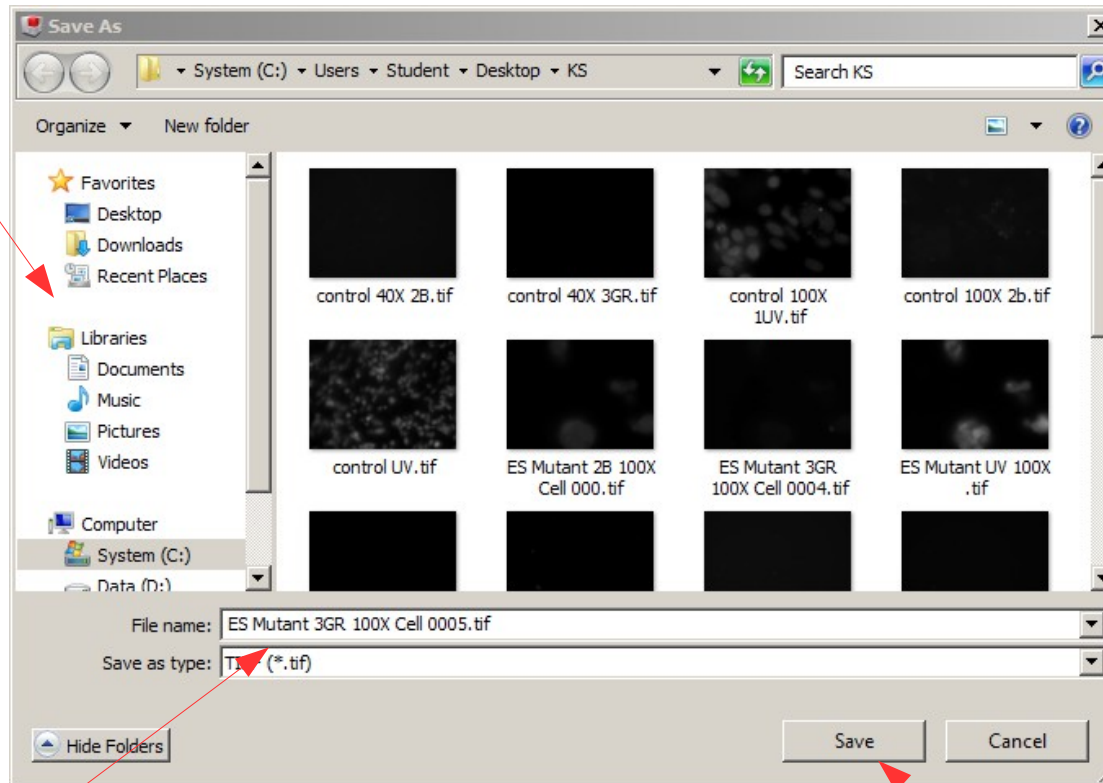 Save As
System (C:) Users Student Desktop KS
Search KS
Organize New folder
Favorites
Desktop
Downloads
Recent Places
Libraries
Documents
Music
Pictures
Videos
Computer
System (C:)
Data (D:)
control 40X 2B.tif
control 40X 3GR.tif
control 100X
1UV.tif
control 100X 2b.tif
control UV.tif
ES Mutant 2B 100X
Cell 000.tif
ES Mutant 3GR
100X Cell 0004.tif
ES Mutant UV 100X
.tif
File name: ES Mutant 3GR 100X Cell 0005.tif
Save as type: (*.tif)
Hide Folders
Save
Cancel